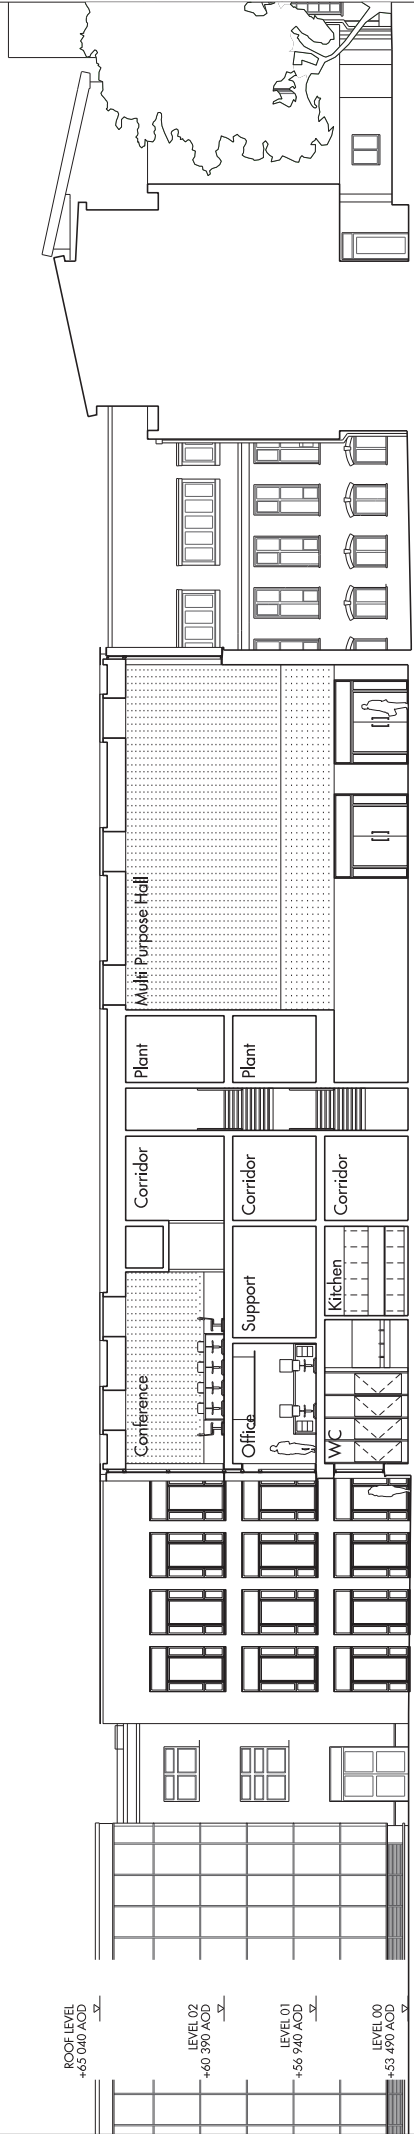 ROOF LEVEL
+65 040 AOD
LEVEL 02
+60 390 AOD
LEVEL 01
+56 940 AOD
LEVEL 00
+53 490 AOD
Conference
Corridor
Plant
Multi Purpose Hall
Office
Support
Corridor
Plant
WC
Kitchen
Corridor